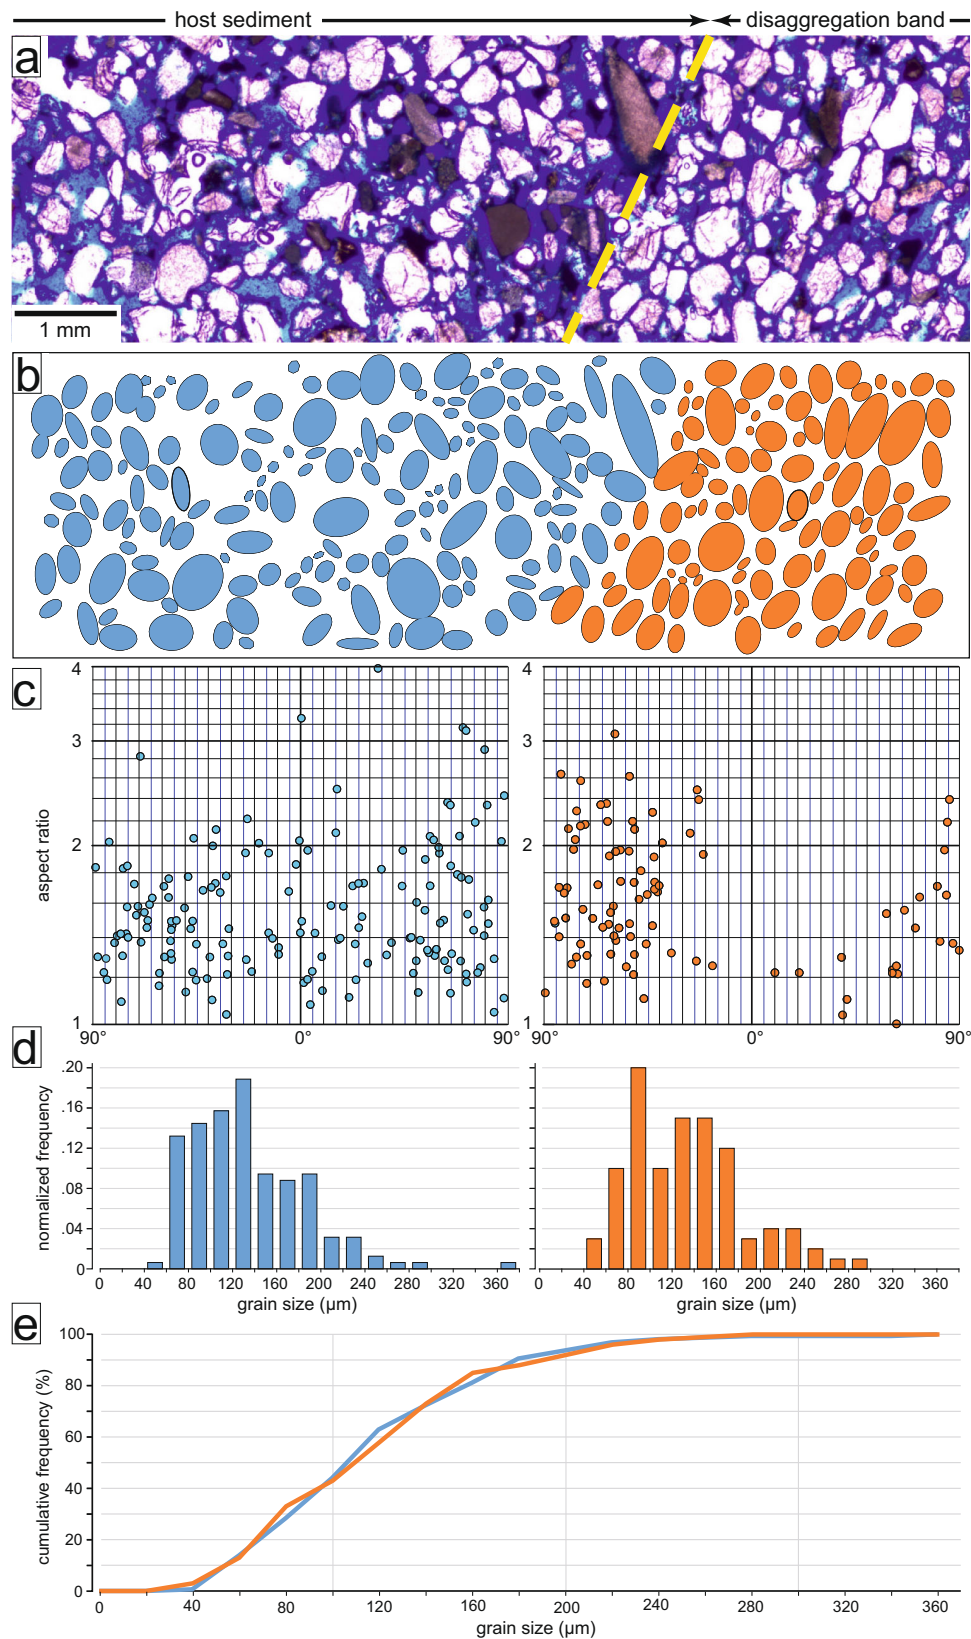 host sediment disaggregation band
a
1 mm
b
c
4 4
3 3
2 2
1 1
aspect ratio
90° 0° 90° 90° 0° 90°
d
.20
.16
.12
.08
.04
0
normalized frequency
0 40 80 120 160 200 240 280 320 360 0 40 80 120 160 200 240 280 320 360
grain size (µm) grain size (µm)
e
100
80
60
40
20
0
cumulative frequency (%)
0 40 80 120 160 200 240 280 320 360
grain size (µm)